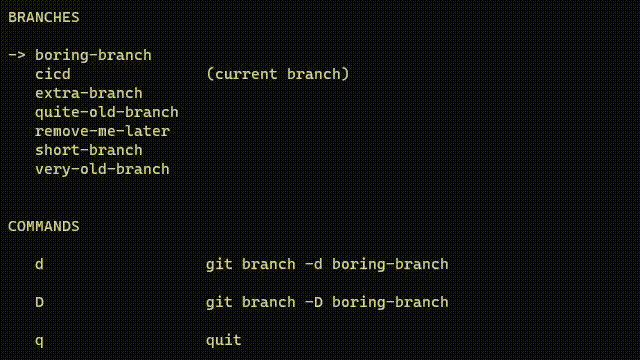 BRANCHES
-> boring-branch
cicd (current branch)
extra-branch
quite-old-branch
remove-me-later
short-branch
very-old-branch
COMMANDS
d git branch -d boring-branch
D git branch -D boring-branch
q quit